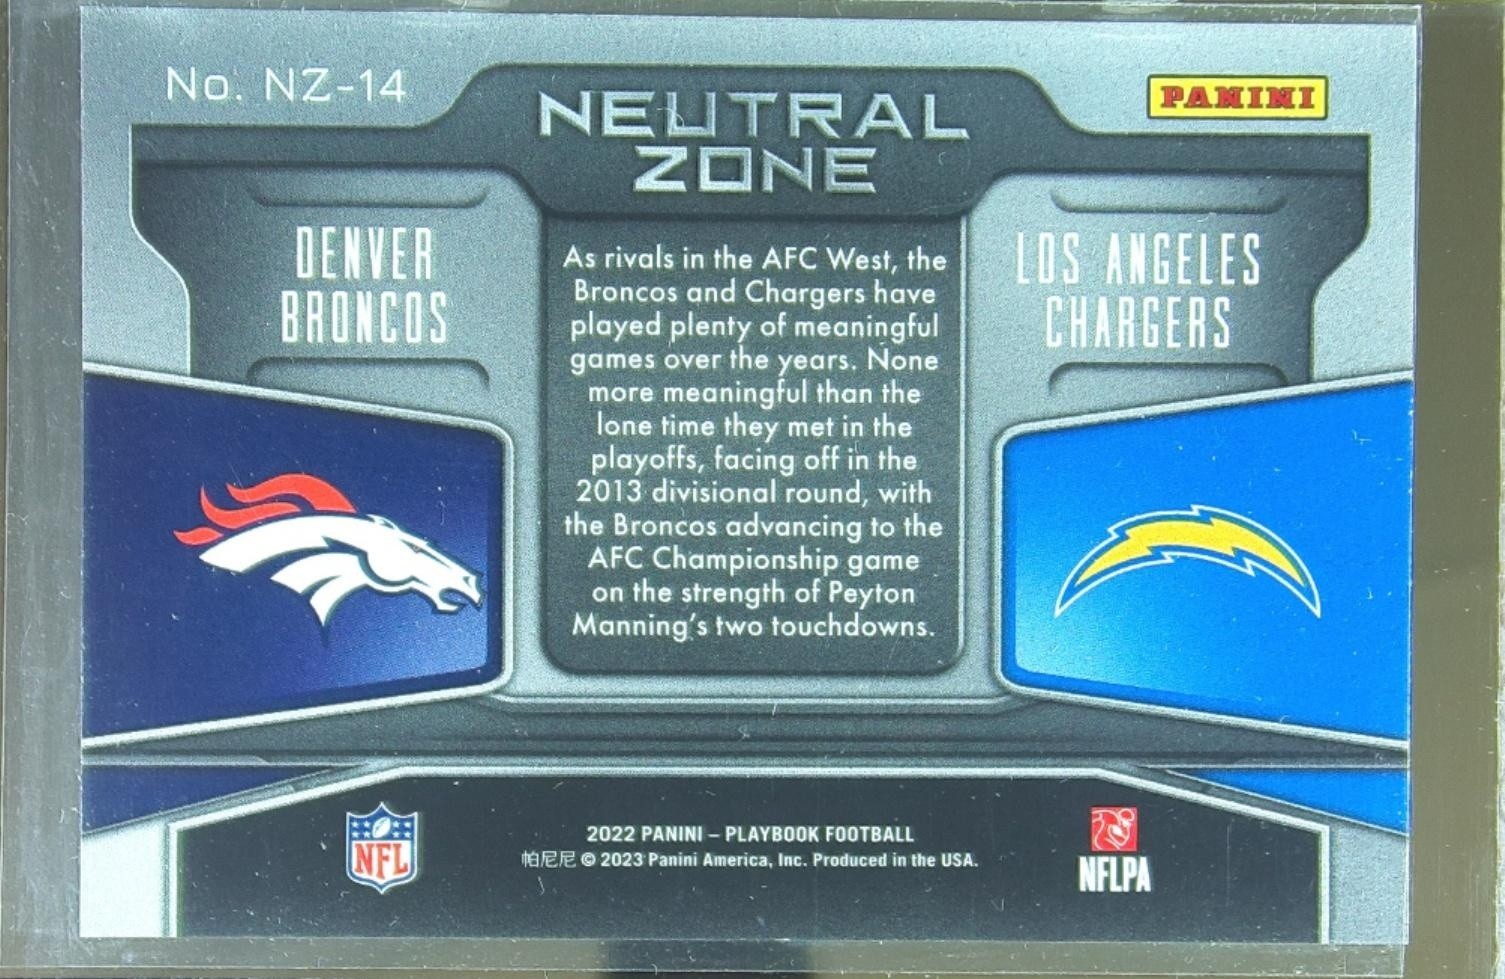 No. NZ-14
NEUTRAL
ZONE
PANINI
DENVER
BRONCOS
As rivals in the AFC West, the
Broncos and Chargers have
played plenty of meaningful
games over the years. None
more meaningful than the
lone time they met in the
playoffs, facing off in the
2013 divisional round, with
the Broncos advancing to the
AFC Championship game
on the strength of Peyton
Manning's two touchdowns.
LOS ANGELES
CHARGERS
NFL
2022 PANINI – PLAYBOOK FOOTBALL
帕尼尼 © 2023 Panini America, Inc. Produced in the USA.
NFLPA